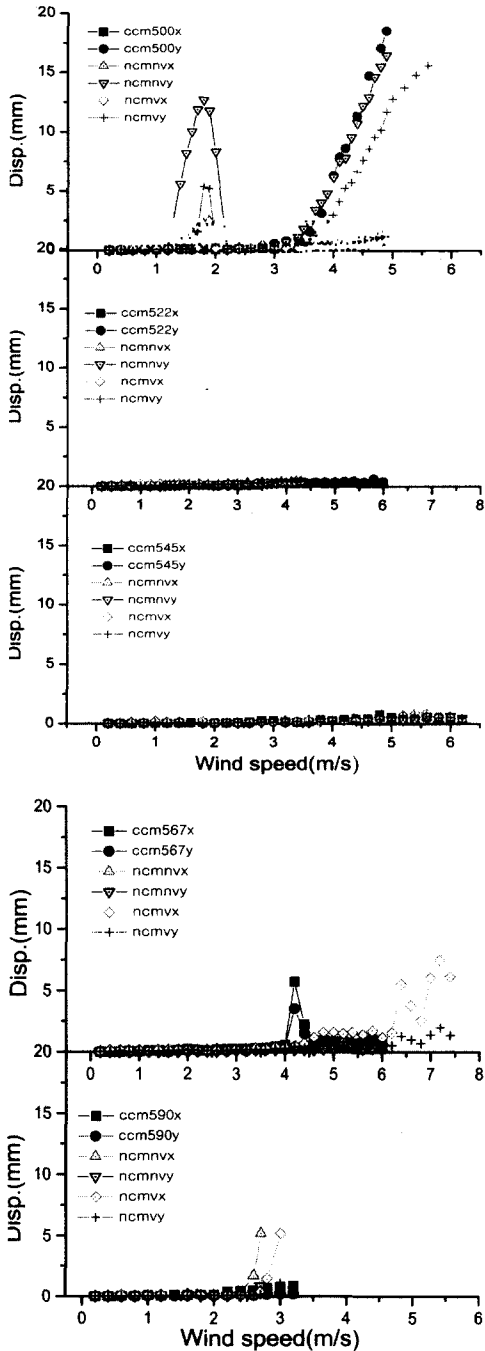 20
15
10
5
20
Disp.(mm)
ccm500x
ccm500y
ncmnvx
ncmnvy
ncmvx
ncmvy
0 1 2 3 4 5 6
15
10
5
20
Disp.(mm)
ccm522x
ccm522y
ncmnvx
ncmnvy
ncmvx
ncmvy
0 1 2 3 4 5 6 7 8
15
10
5
0
Disp.(mm)
ccm545x
ccm545y
ncmnvx
ncmnvy
ncmvx
ncmvy
0 1 2 3 4 5 6
Wind speed(m/s)
20
15
10
5
20
Disp.(mm)
ccm567x
ccm567y
ncmnvx
ncmnvy
ncmvx
ncmvy
0 1 2 3 4 5 6 7 8
15
10
5
0
Disp.(mm)
ccm590x
ccm590y
ncmnvx
ncmnvy
ncmvx
ncmvy
0 1 2 3 4 5 6
Wind speed(m/s)